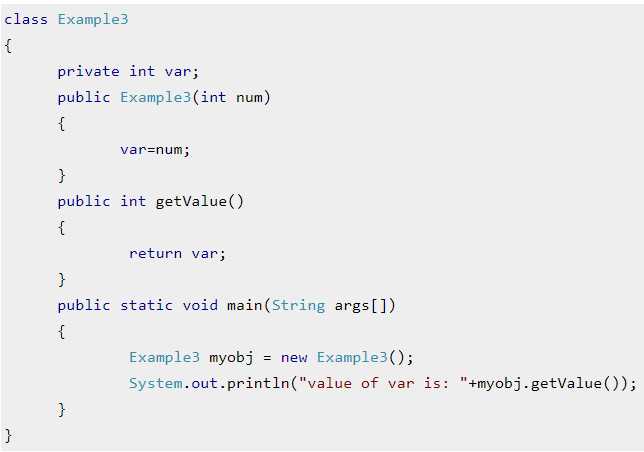 class Example3
{
private int var;
public Example3(int num)
{
var=num;
}
public int getValue()
{
return var;
}
public static void main(String args[])
{
Example3 myobj = new Example3();
System.out.println("value of var is: "+myobj.getValue());
}
}